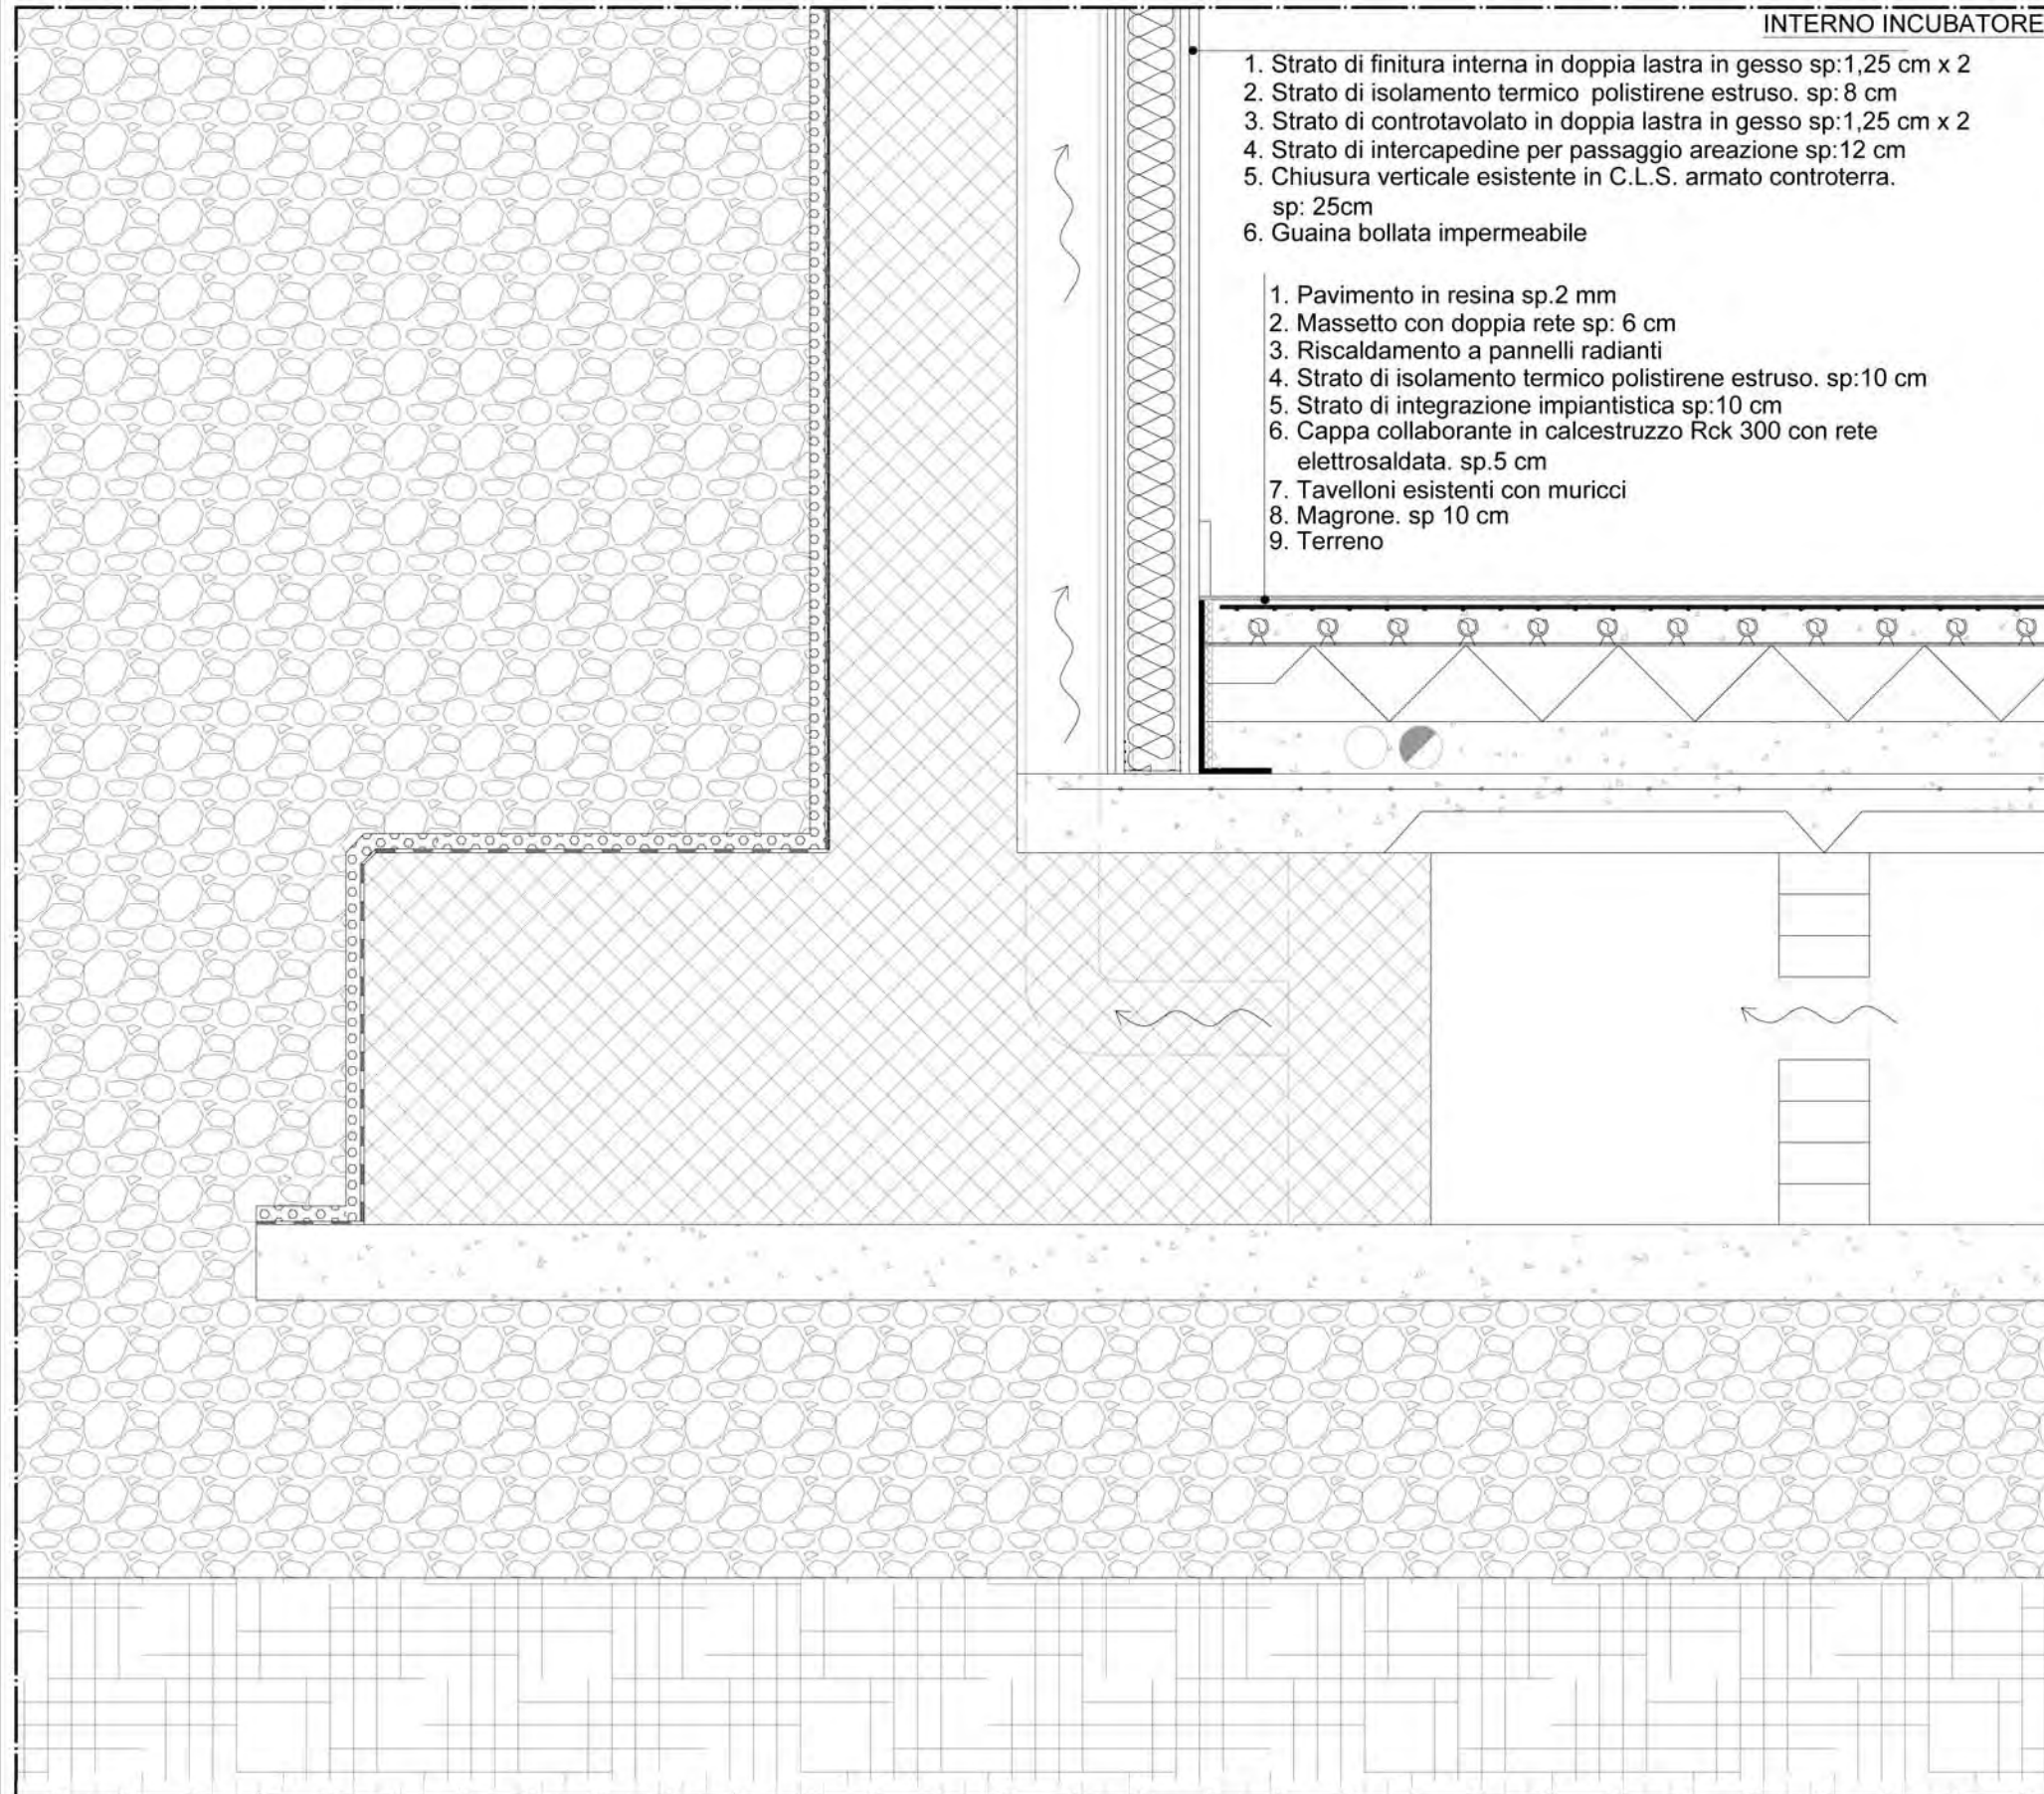 INTERNO INCUBATORE
1. Strato di finitura interna in doppia lastra in gesso sp:1,25 cm x 2
2. Strato di isolamento termico polistirene estruso. sp: 8 cm
3. Strato di controtavolato in doppia lastra in gesso sp:1,25 cm x 2
4. Strato di intercapedine per passaggio areazione sp:12 cm
5. Chiusura verticale esistente in C.L.S. armato controterra.
sp: 25cm
6. Guaina bollata impermeabile
1. Pavimento in resina sp.2 mm
2. Massetto con doppia rete sp: 6 cm
3. Riscaldamento a pannelli radianti
4. Strato di isolamento termico polistirene estruso. sp:10 cm
5. Strato di integrazione impiantistica sp:10 cm
6. Cappa collaborante in calcestruzzo Rck 300 con rete
elettrosaldata. sp.5 cm
7. Tavelloni esistenti con muricci
8. Magrone. sp 10 cm
9. Terreno